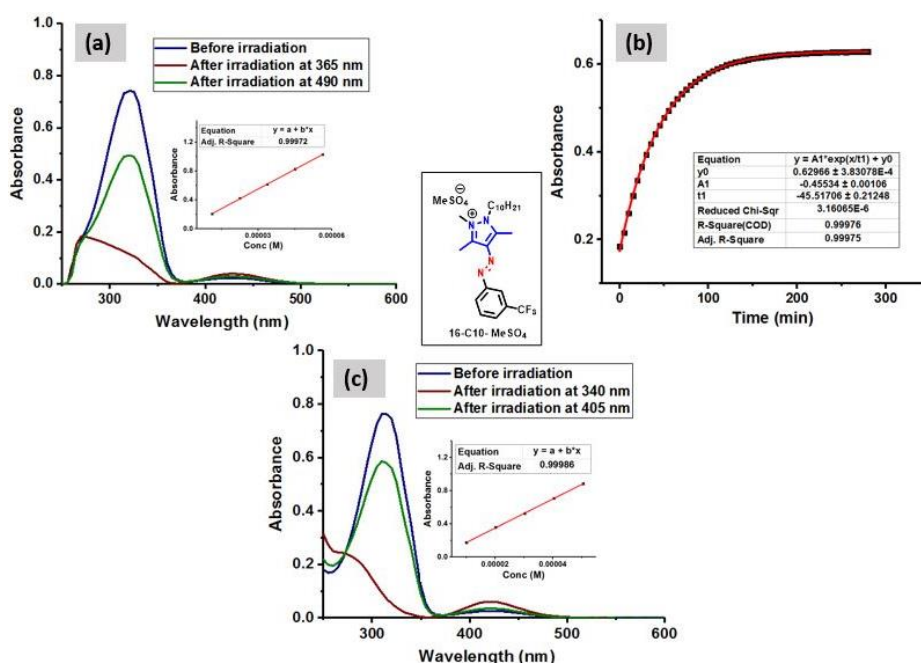 (a)
Before irradiation
After irradiation at 365 nm
After irradiation at 490 nm
Equation y = a + b*x
Adj. R-Square 0.99972
1.2
0.8
0.4
0.0
Absorbance
0.00003 0.00006
Conc (M)
1.0
0.8
0.6
0.4
0.2
0.0
Absorbance
300 400 500 600
Wavelength (nm)
MeSO₄⊖
C₁₀H₂₁
N⊕ N
N
N
CF₃
16-C10- MeSO₄
(b)
0.6
0.4
0.2
Absorbance
Equation y = A1*exp(x/t1) + y0
y0 0.62966 ± 3.83078E-4
A1 -0.45534 ± 0.00106
t1 -45.51706 ± 0.21248
Reduced Chi-Sqr 3.16065E-6
R-Square(COD) 0.99976
Adj. R-Square 0.99975
0 100 200 300
Time (min)
(c)
Before irradiation
After irradiation at 340 nm
After irradiation at 405 nm
Equation y = a + b*x
Adj. R-Square 0.99986
1.2
0.8
0.4
0.0
Absorbance
0.00002 0.00004
Conc (M)
1.0
0.8
0.6
0.4
0.2
0.0
Absorbance
300 400 500 600
Wavelength (nm)